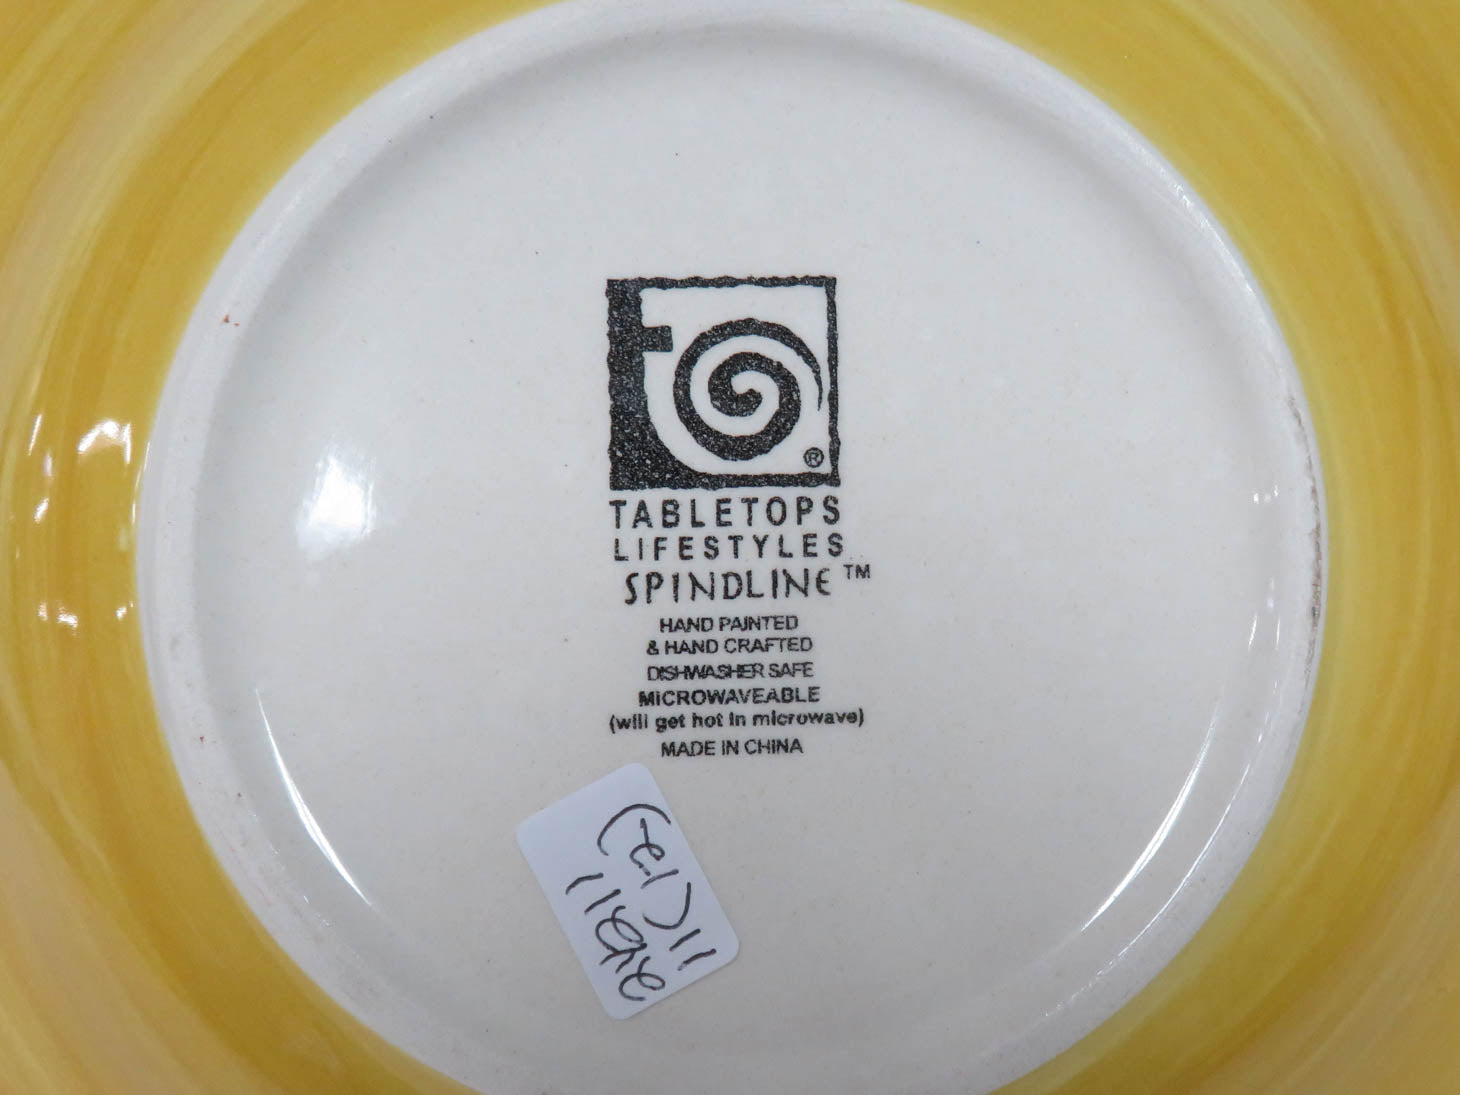 ®
TABLETOPS
LIFESTYLES
SPINDLINE™
HAND PAINTED
& HAND CRAFTED
DISHWASHER SAFE
MICROWAVEABLE
(will get hot in microwave)
MADE IN CHINA